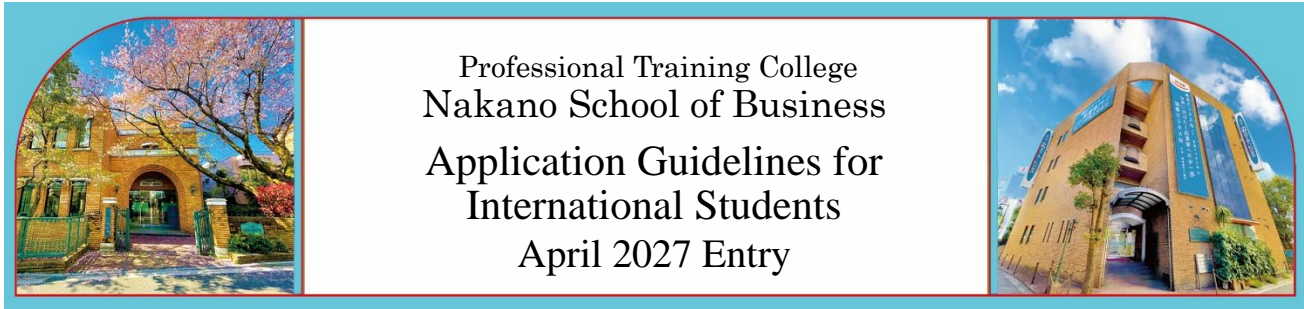 Professional Training College
Nakano School of Business
Application Guidelines for
International Students
April 2027 Entry